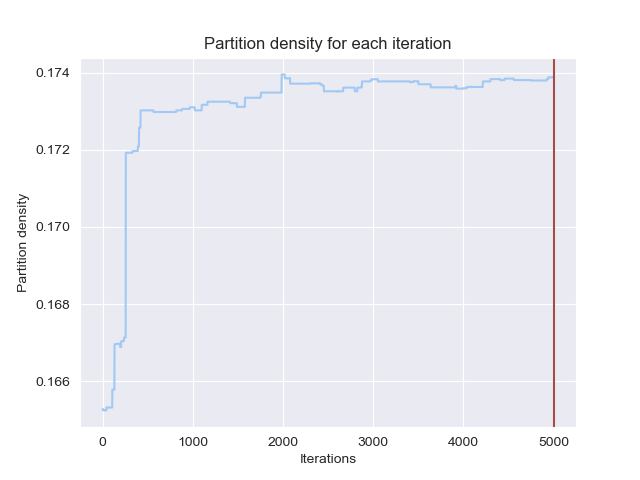 Partition density for each iteration
0.174
0.172
0.170
0.168
0.166
Partition density
0 1000 2000 3000 4000 5000
Iterations